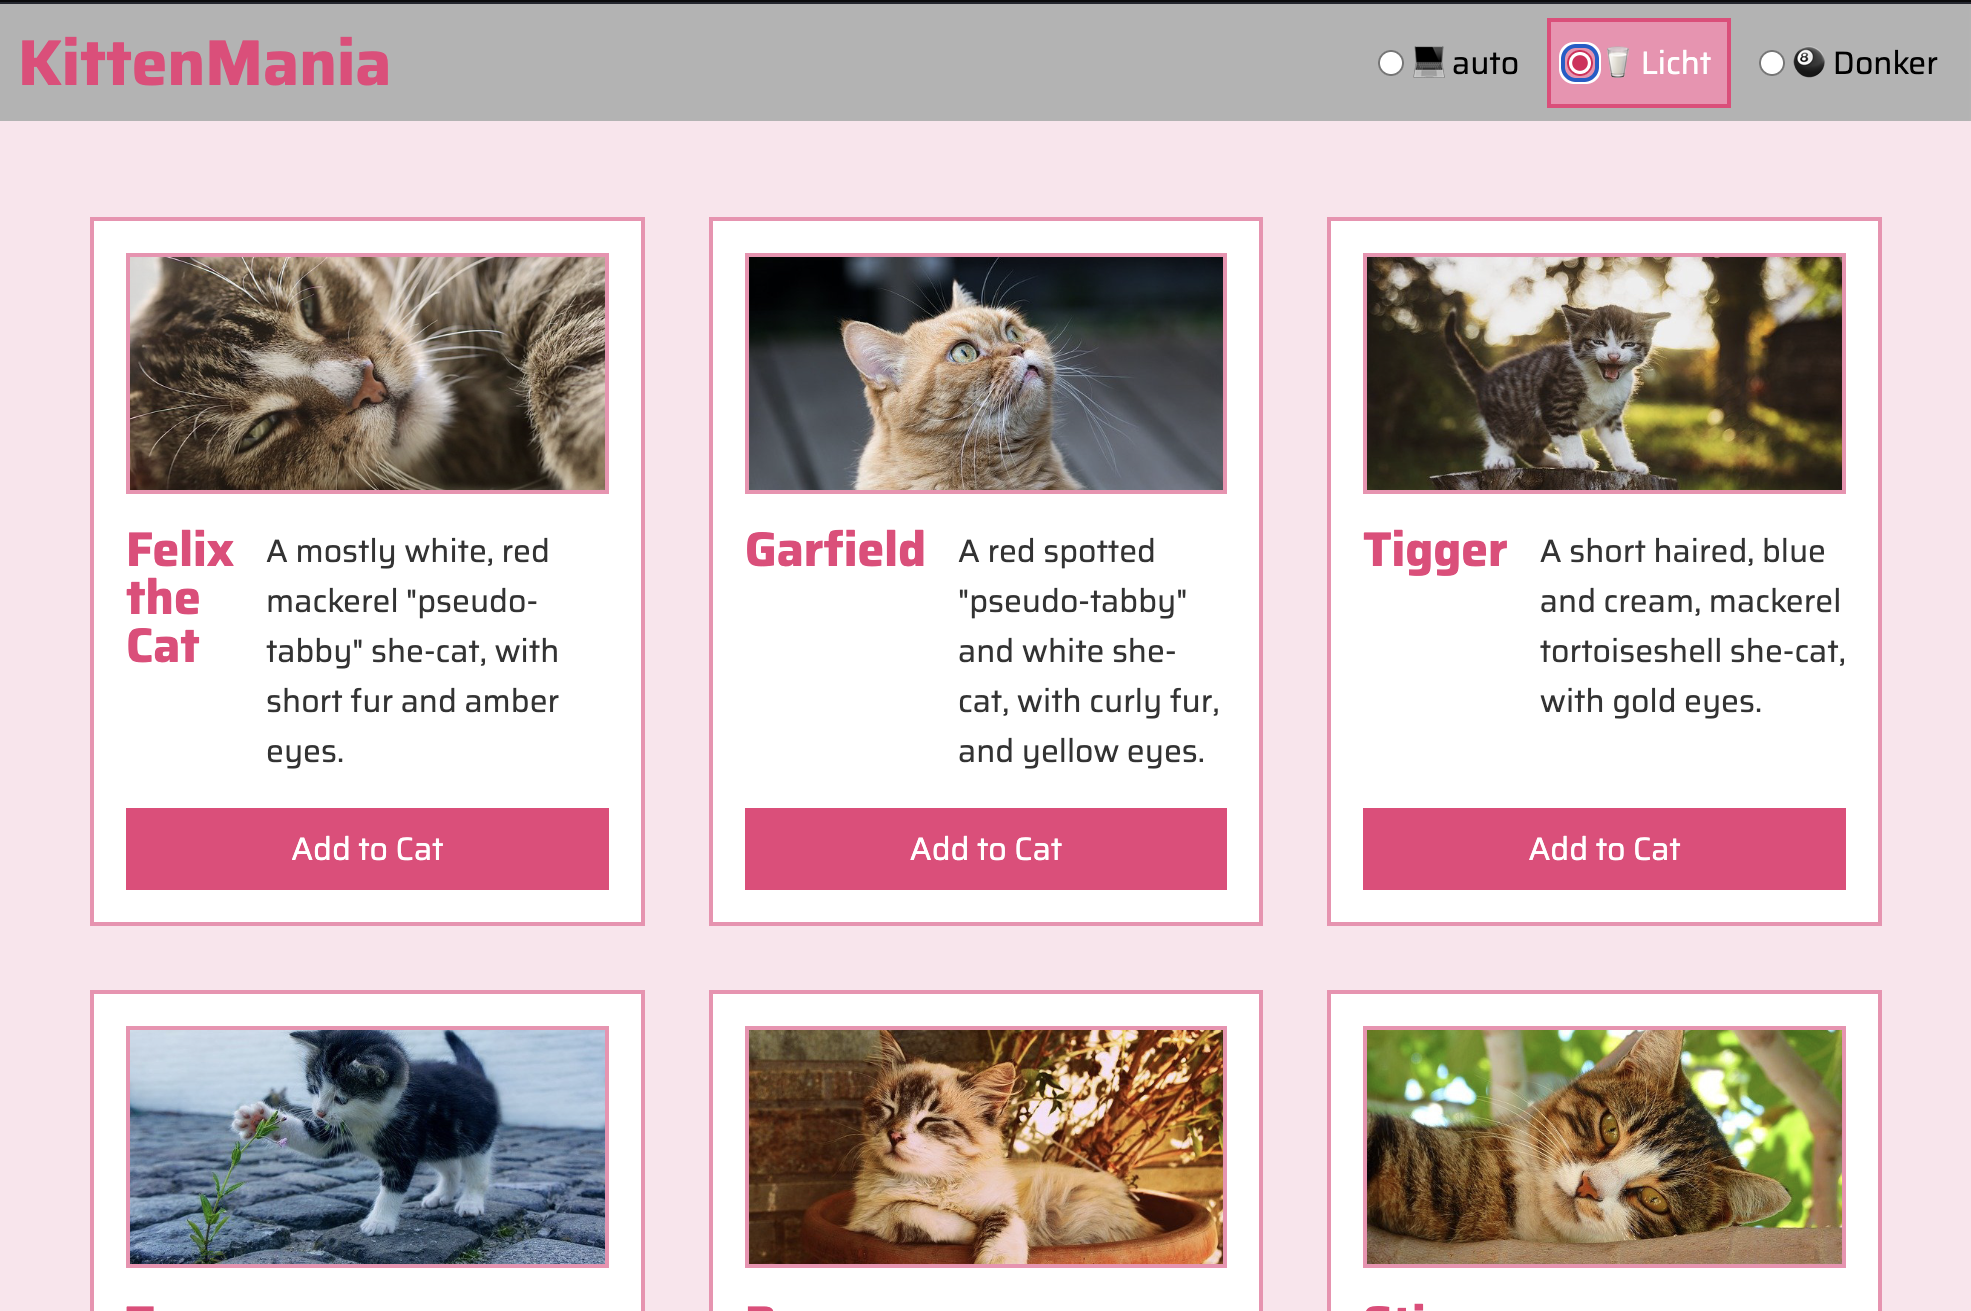 KittenMania
auto
Licht
8 Donker
Felix
the
Cat
A mostly white, red
mackerel "pseudo-
tabby" she-cat, with
short fur and amber
eyes.
Add to Cat
Garfield
A red spotted
"pseudo-tabby"
and white she-
cat, with curly fur,
and yellow eyes.
Add to Cat
Tigger
A short haired, blue
and cream, mackerel
tortoiseshell she-cat,
with gold eyes.
Add to Cat